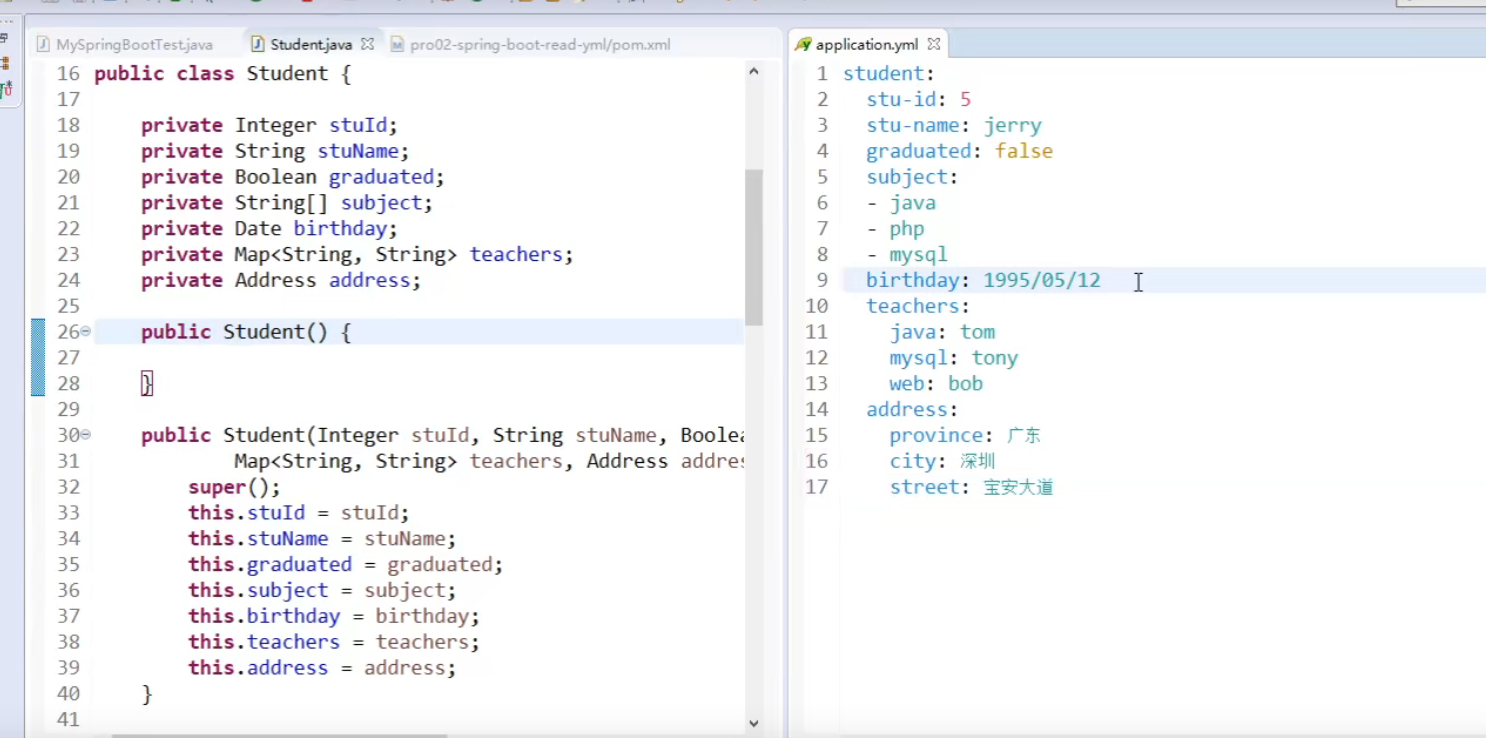 MySpringBootTest.java Student.java pro02-spring-boot-read-yml/pom.xml
16 public class Student {
17
18 private Integer stuId;
19 private String stuName;
20 private Boolean graduated;
21 private String[] subject;
22 private Date birthday;
23 private Map<String, String> teachers;
24 private Address address;
25
26 public Student() {
27
28 }
29
30 public Student(Integer stuId, String stuName,
31 Map<String, String> teachers, Address
32 super();
33 this.stuId = stuId;
34 this.stuName = stuName;
35 this.graduated = graduated;
36 this.subject = subject;
37 this.birthday = birthday;
38 this.teachers = teachers;
39 this.address = address;
40 }
41
application.yml
1 student:
2 stu-id: 5
3 stu-name: jerry
4 graduated: false
5 subject:
6 - java
7 - php
8 - mysql
9 birthday: 1995/05/12
10 teachers:
11 java: tom
12 mysql: tony
13 web: bob
14 address:
15 province: 广东
16 city: 深圳
17 street: 宝安大道